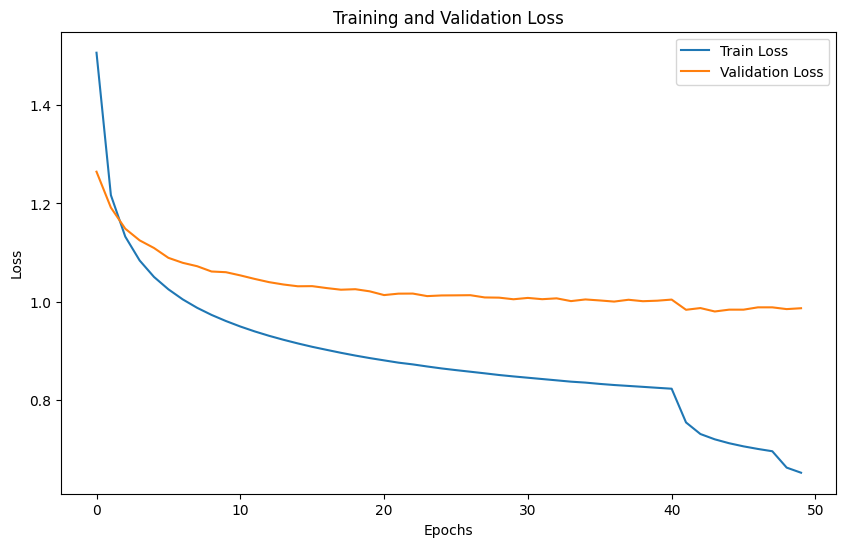 Training and Validation Loss
Train Loss
Validation Loss
1.4
1.2
1.0
0.8
Loss
0
10
20
30
40
50
Epochs